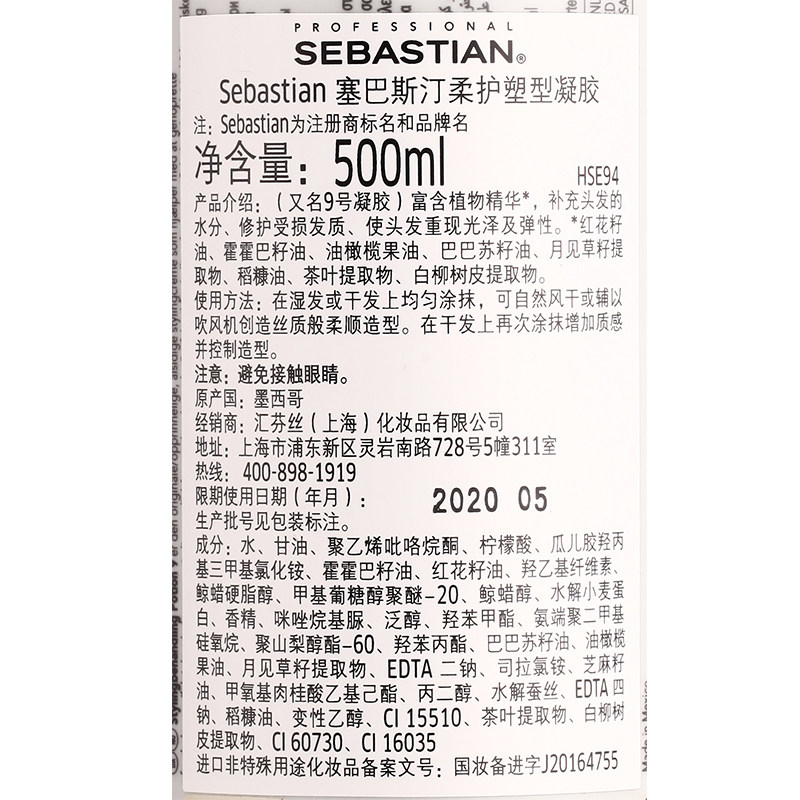 PROFESSIONAL
SEBASTIAN®
Sebastian 塞巴斯汀柔护塑型凝胶
注：Sebastian为注册商标名和品牌名
净含量：500ml
HSE94
产品介绍：（又名9号凝胶）富含植物精华*，补充头发的
水分、修护受损发质、使头发重现光泽及弹性。*红花籽
油、霍霍巴籽油、油橄榄果油、巴巴苏籽油、月见草籽提
取物、稻糠油、茶叶提取物、白柳树皮提取物。
使用方法：在湿发或干发上均匀涂抹，可自然风干或辅以
吹风机创造丝质般柔顺造型。在干发上再次涂抹增加质感
并控制造型。
注意：避免接触眼睛。
原产国：墨西哥
经销商：汇芬丝（上海）化妆品有限公司
地址：上海市浦东新区灵岩南路728号5幢311室
热线：400-898-1919
限期使用日期（年月）：
2020 05
生产批号见包装标注。
成分：水、甘油、聚乙烯吡咯烷酮、柠檬酸、瓜儿胶羟丙
基三甲基氯化铵、霍霍巴籽油、红花籽油、羟乙基纤维素、
鲸蜡硬脂醇、甲基葡糖醇聚醚-20、鲸蜡醇、水解小麦蛋
白、香精、咪唑烷基脲、泛醇、羟苯甲酯、氨端聚二甲基
硅氧烷、聚山梨醇酯-60、羟苯丙酯、巴巴苏籽油、油橄榄
果油、月见草籽提取物、EDTA 二钠、司拉氯铵、芝麻籽
油、甲氧基肉桂酸乙基己酯、丙二醇、水解蚕丝、EDTA 四
钠、稻糠油、变性乙醇、CI 15510、茶叶提取物、白柳树
皮提取物、CI 60730、CI 16035
进口非特殊用途化妆品备案文号：国妆备进字J20164755
Made in Mexico